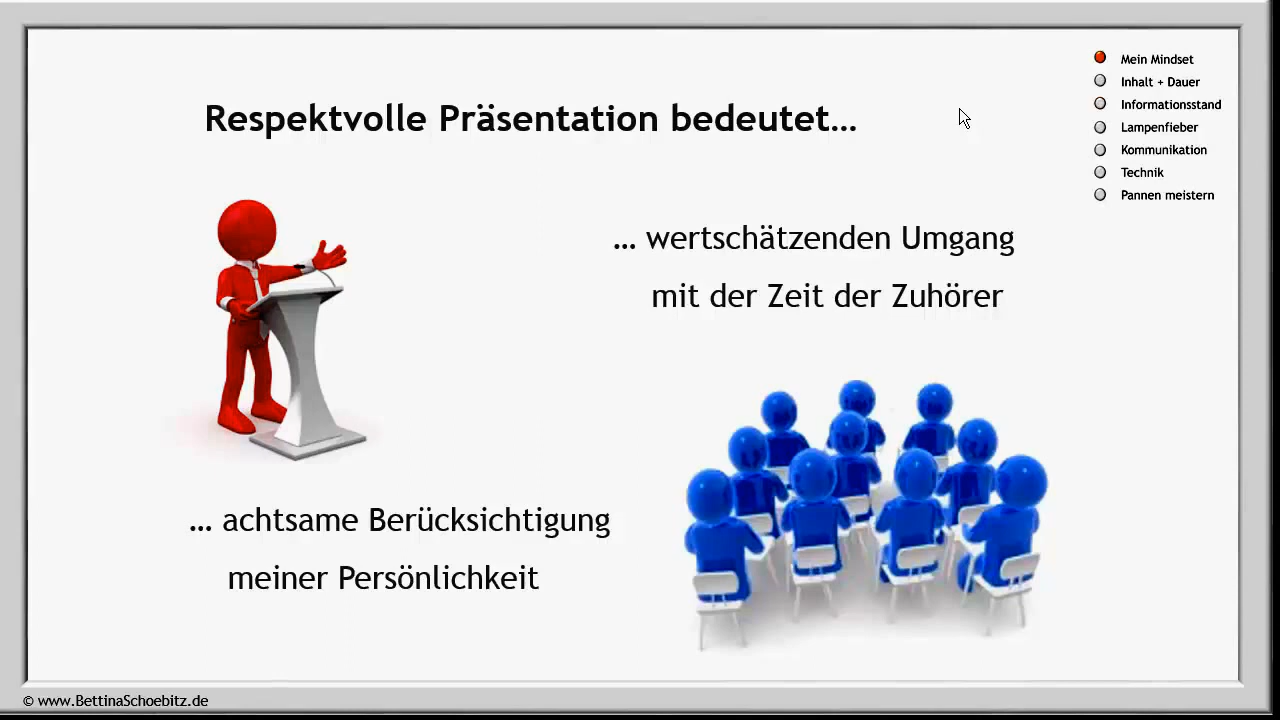 Respektvolle Präsentation bedeutet...
Mein Mindset
Inhalt + Dauer
Informationsstand
Lampenfieber
Kommunikation
Technik
Pannen meistern
... wertschätzenden Umgang
mit der Zeit der Zuhörer
... achtsame Berücksichtigung
meiner Persönlichkeit
© www.BettinaSchoebitz.de